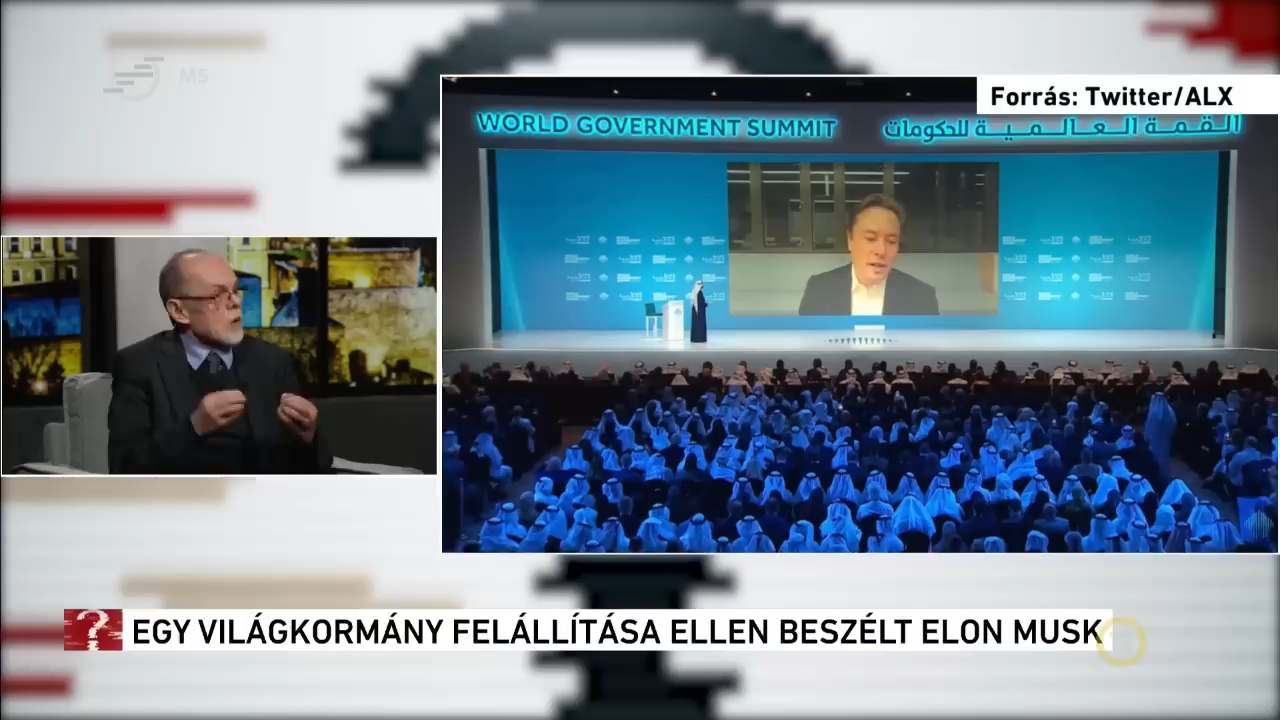 M5
Forrás: Twitter/ALX
WORLD GOVERNMENT SUMMIT
القمة العالمية للحكومات
EGY VILÁGKORMÁNY FELÁLLÍTÁSA ELLEN BESZÉLT ELON MUSK